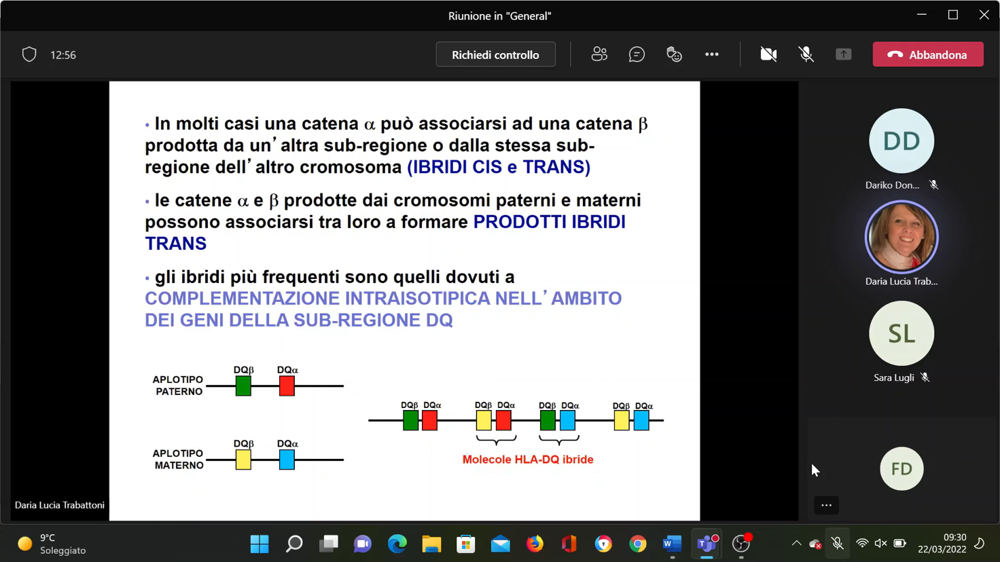 Riunione in "General"
12:56
Richiedi controllo
Abbandona
• In molti casi una catena α può associarsi ad una catena β
prodotta da un’ altra sub-regione o dalla stessa sub-
regione dell’ altro cromosoma (IBRIDI CIS e TRANS)
• le catene α e β prodotte dai cromosomi paterni e materni
possono associarsi tra loro a formare PRODOTTI IBRIDI
TRANS
• gli ibridi più frequenti sono quelli dovuti a
COMPLEMENTAZIONE INTRAISOTIPICA NELL’ AMBITO
DEI GENI DELLA SUB-REGIONE DQ
DQβ DQα
APLOTIPO
PATERNO
DQβ DQα
APLOTIPO
MATERNO
DQβ DQα DQβ DQα DQβ DQα DQβ DQα
Molecole HLA-DQ ibride
Daria Lucia Trabattoni
DD
Dariko Don...
Daria Lucia Trab...
SL
Sara Lugli
FD
9°C
Soleggiato
09:30
22/03/2022